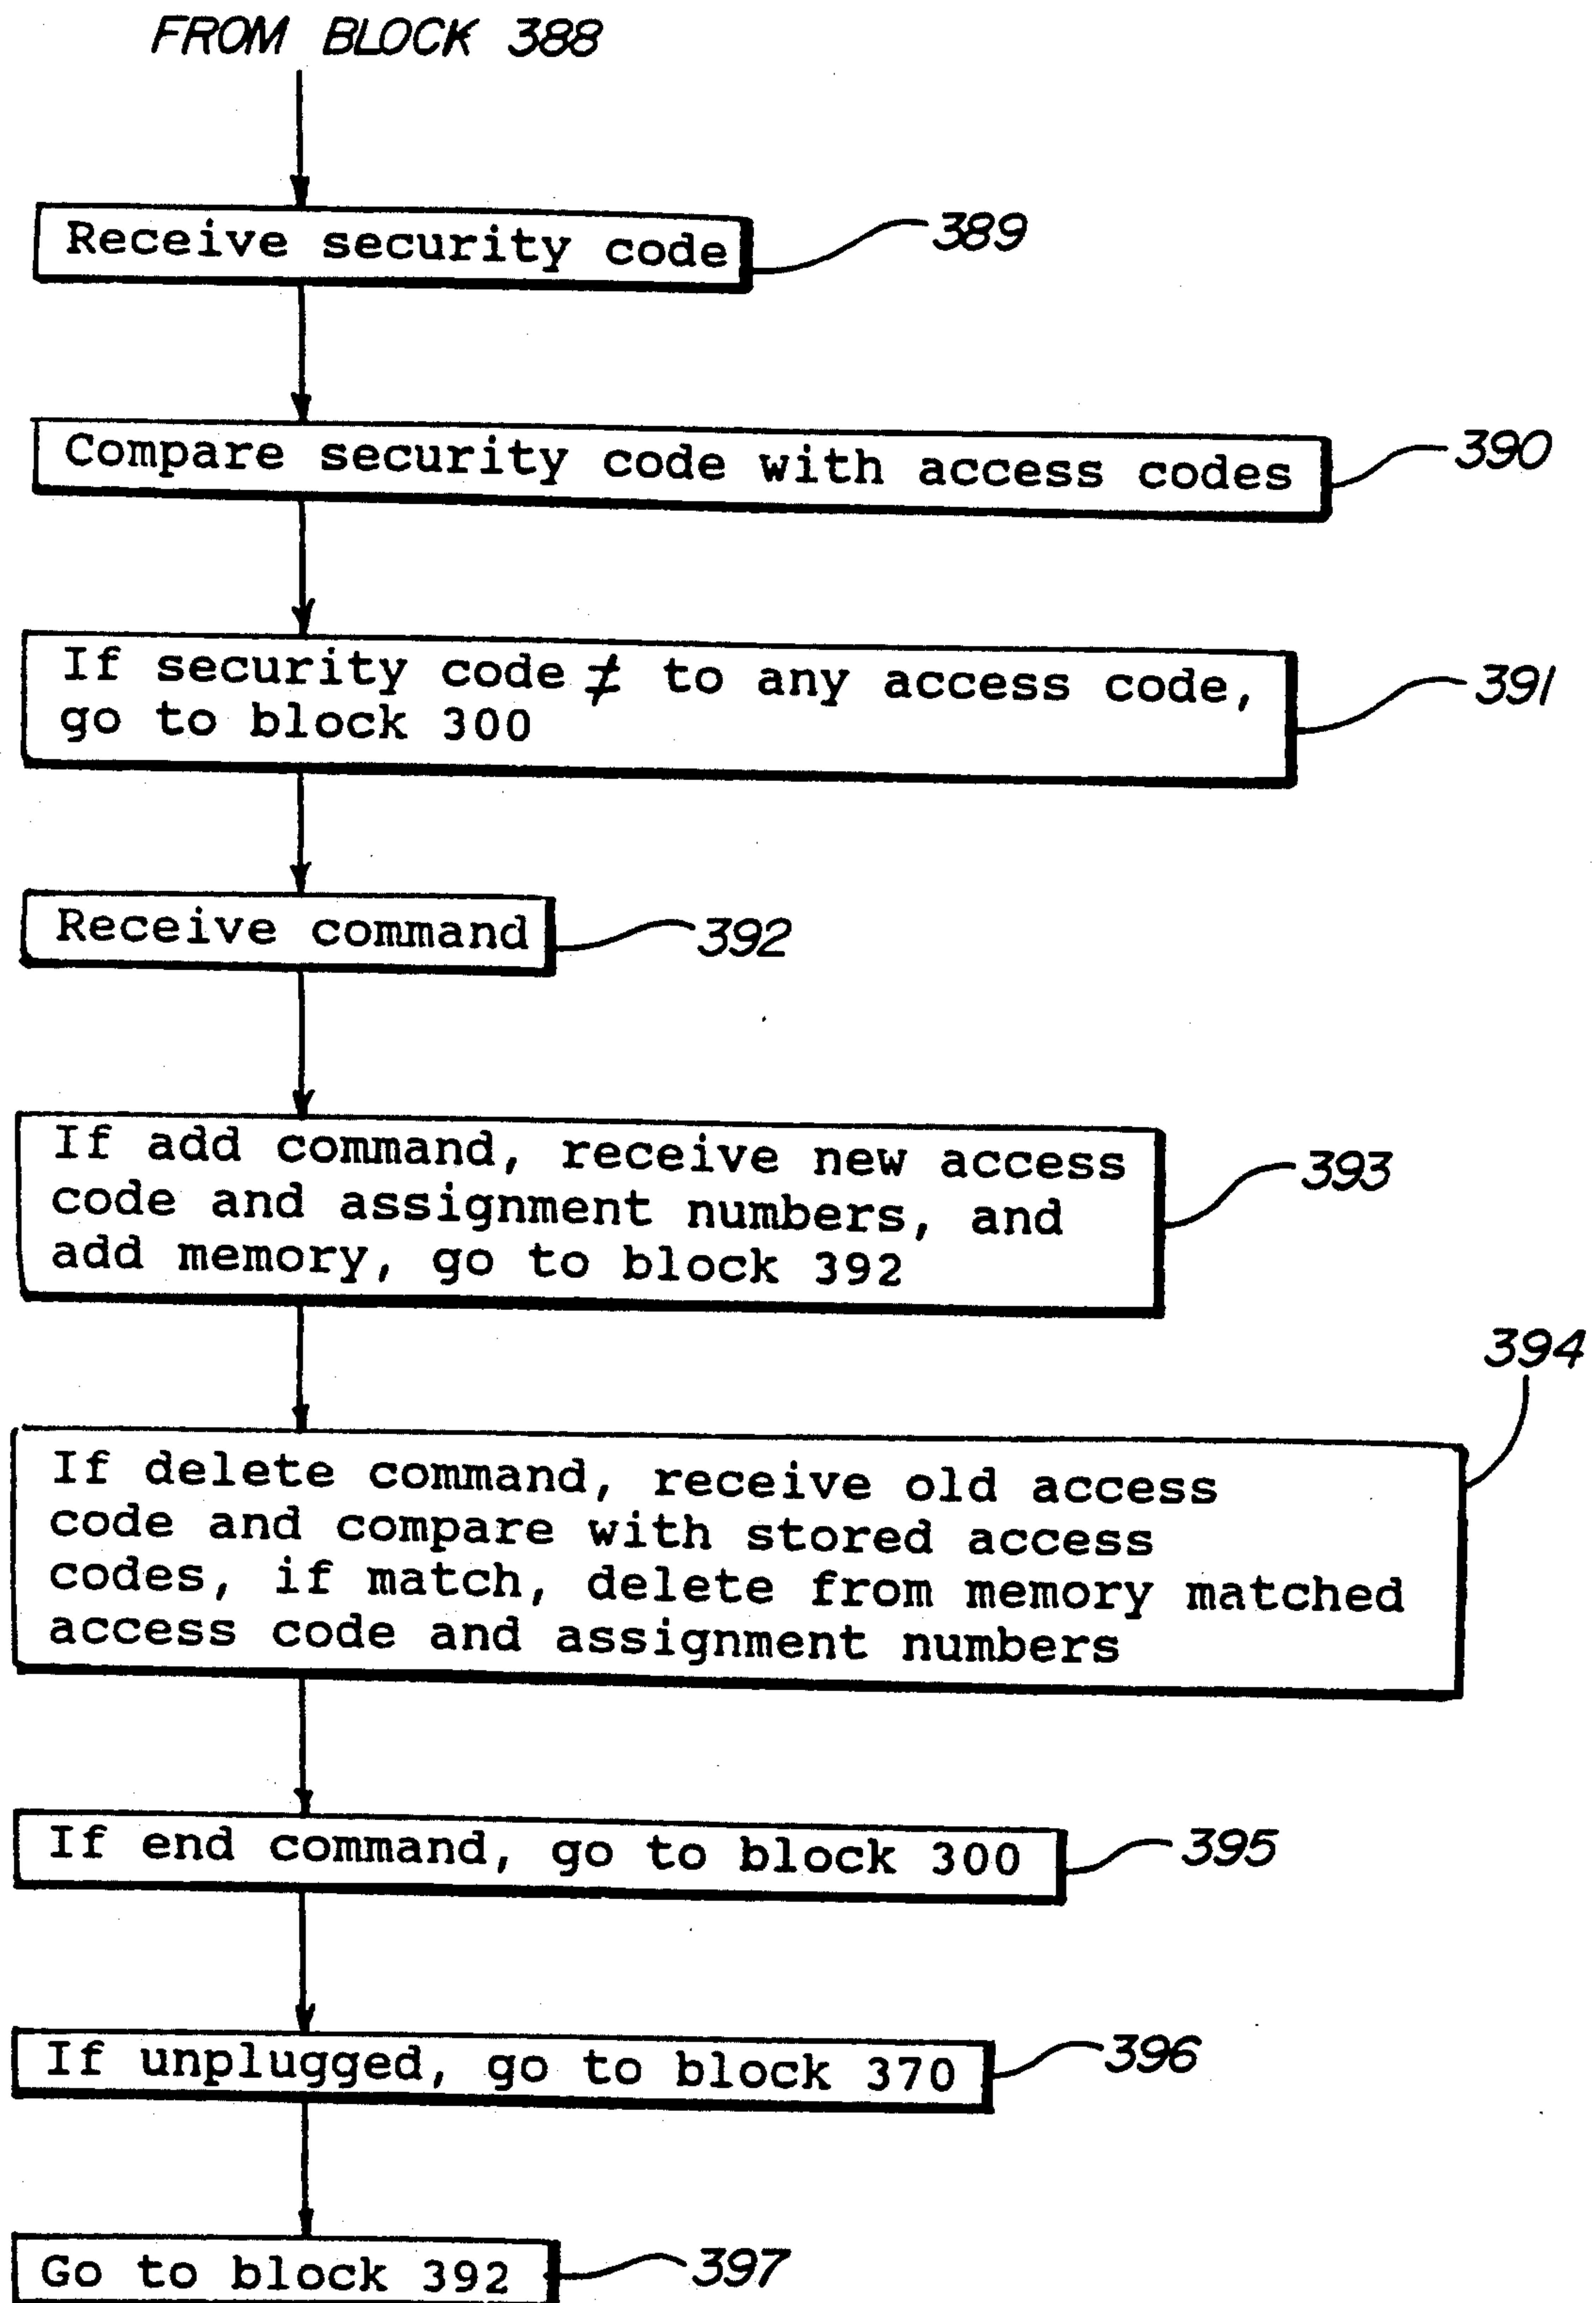 FROM BLOCK 388
Receive security code
389
Compare security code with access codes
390
If security code ≠ to any access code,
go to block 300
391
Receive command
392
If add command, receive new access
code and assignment numbers, and
add memory, go to block 392
393
394
If delete command, receive old access
code and compare with stored access
codes, if match, delete from memory matched
access code and assignment numbers
If end command, go to block 300
395
If unplugged, go to block 370
396
Go to block 392
397